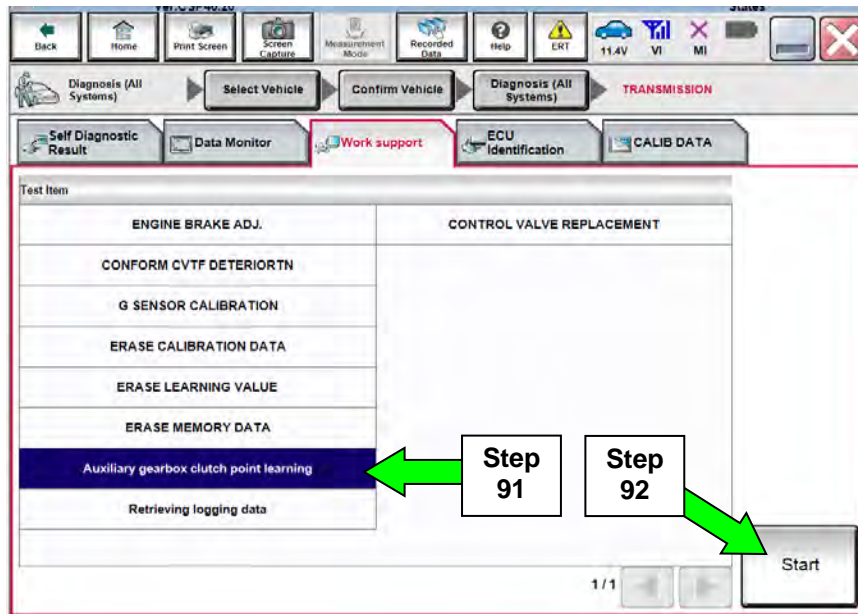 Back
Home
Print Screen
Screen
Capture
Measurement
Mode
Recorded
Data
Help
ERT
11.4V
VI
MI
Diagnosis (All
Systems)
Select Vehicle
Confirm Vehicle
Diagnosis (All
Systems)
TRANSMISSION
Self Diagnostic
Result
Data Monitor
Work support
ECU
Identification
CALIB DATA
Test Item
ENGINE BRAKE ADJ.
CONTROL VALVE REPLACEMENT
CONFORM CVTF DETERIORTN
G SENSOR CALIBRATION
ERASE CALIBRATION DATA
ERASE LEARNING VALUE
ERASE MEMORY DATA
Auxiliary gearbox clutch point learning
Retrieving logging data
Step
91
Step
92
Start
1/1